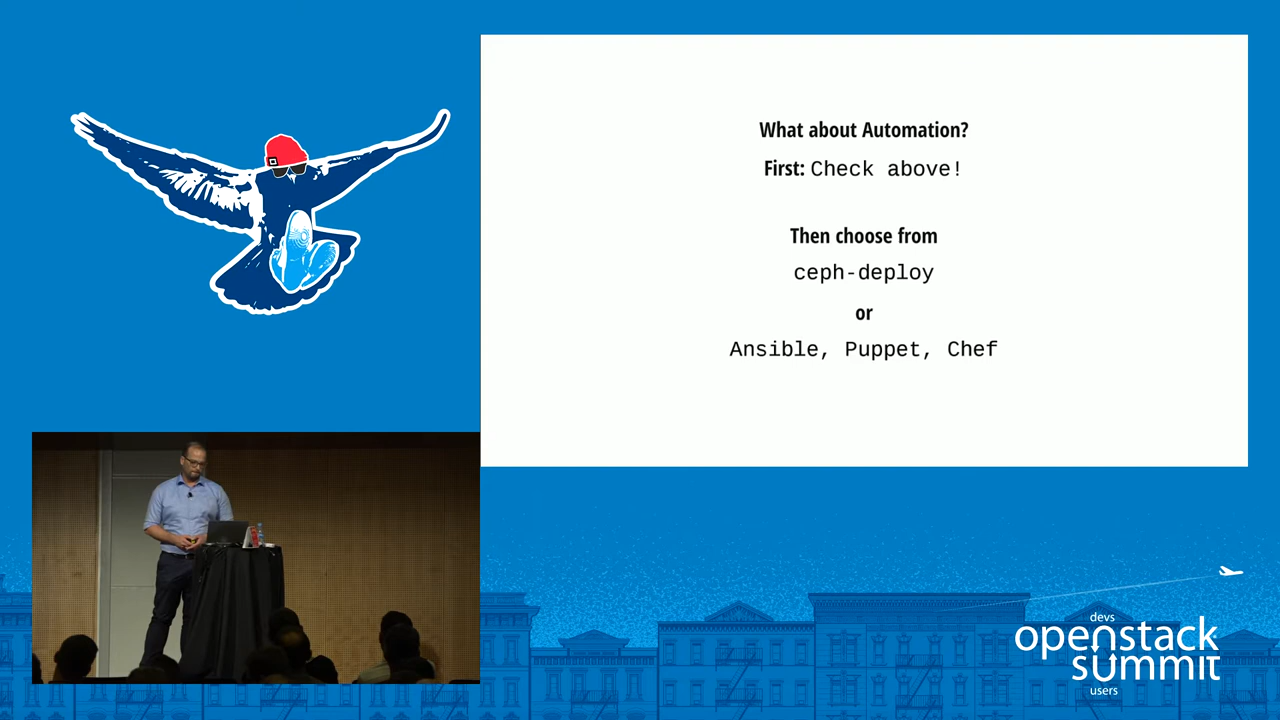 What about Automation?
First: Check above!
Then choose from
ceph-deploy
or
Ansible, Puppet, Chef
devs
openstack
summit
users